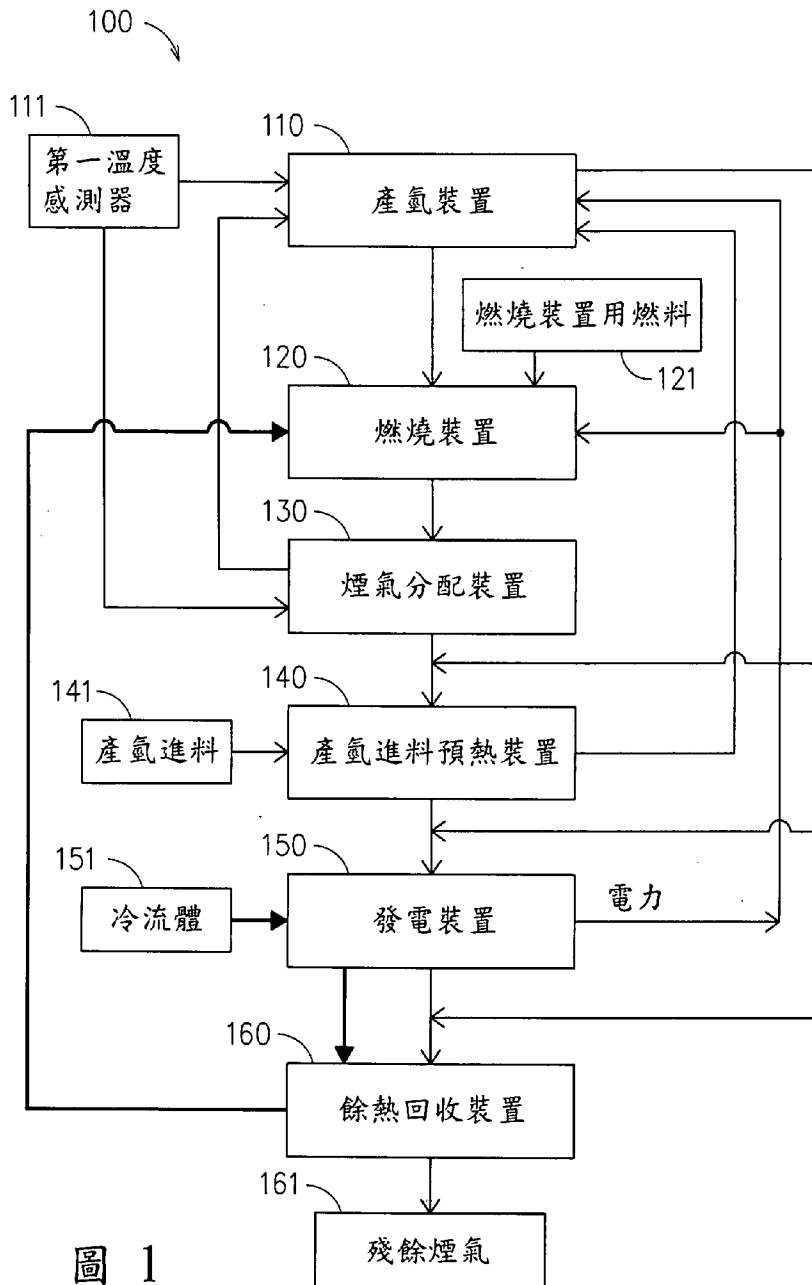 100
111
第一溫度
感測器
110
產氫裝置
燃燒裝置用燃料
121
120
燃燒裝置
130
煙氣分配裝置
140
141
產氫進料
產氫進料預熱裝置
150
151
冷流體
發電裝置
電力
160
餘熱回收裝置
161
殘餘煙氣
圖 1